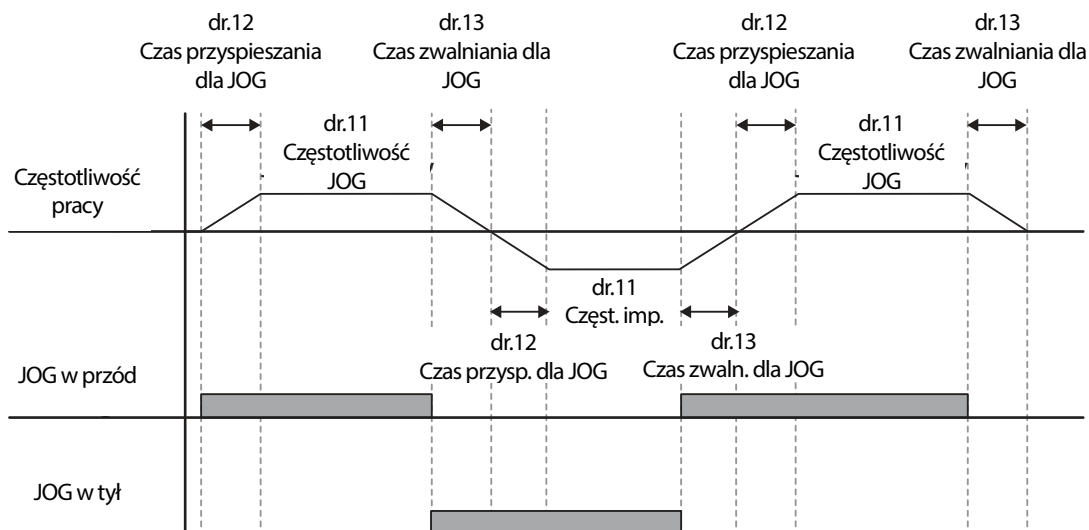 dr.12
Czas przyspieszania
dla JOG
dr.13
Czas zwalniania dla
JOG
dr.12
Czas przyspieszania
dla JOG
dr.13
Czas zwalniania dla
JOG
dr.11
Częstotliwość
JOG
dr.11
Częstotliwość
JOG
Częstotliwość
pracy
dr.11
Częst. imp.
dr.12
Czas przysp. dla JOG
dr.13
Czas zwaln. dla JOG
JOG w przód
JOG w tył